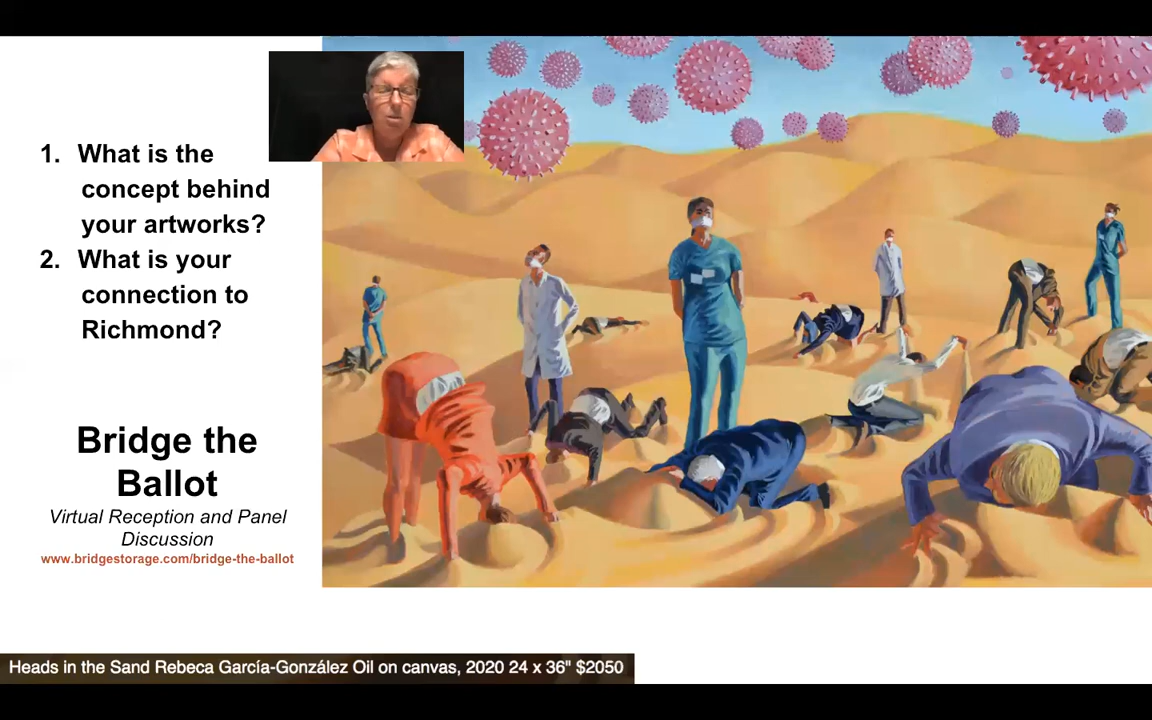 1. What is the
concept behind
your artworks?
2. What is your
connection to
Richmond?
Bridge the
Ballot
Virtual Reception and Panel
Discussion
www.bridgestorage.com/bridge-the-ballot
Heads in the Sand Rebeca García-González Oil on canvas, 2020 24 x 36" $2050